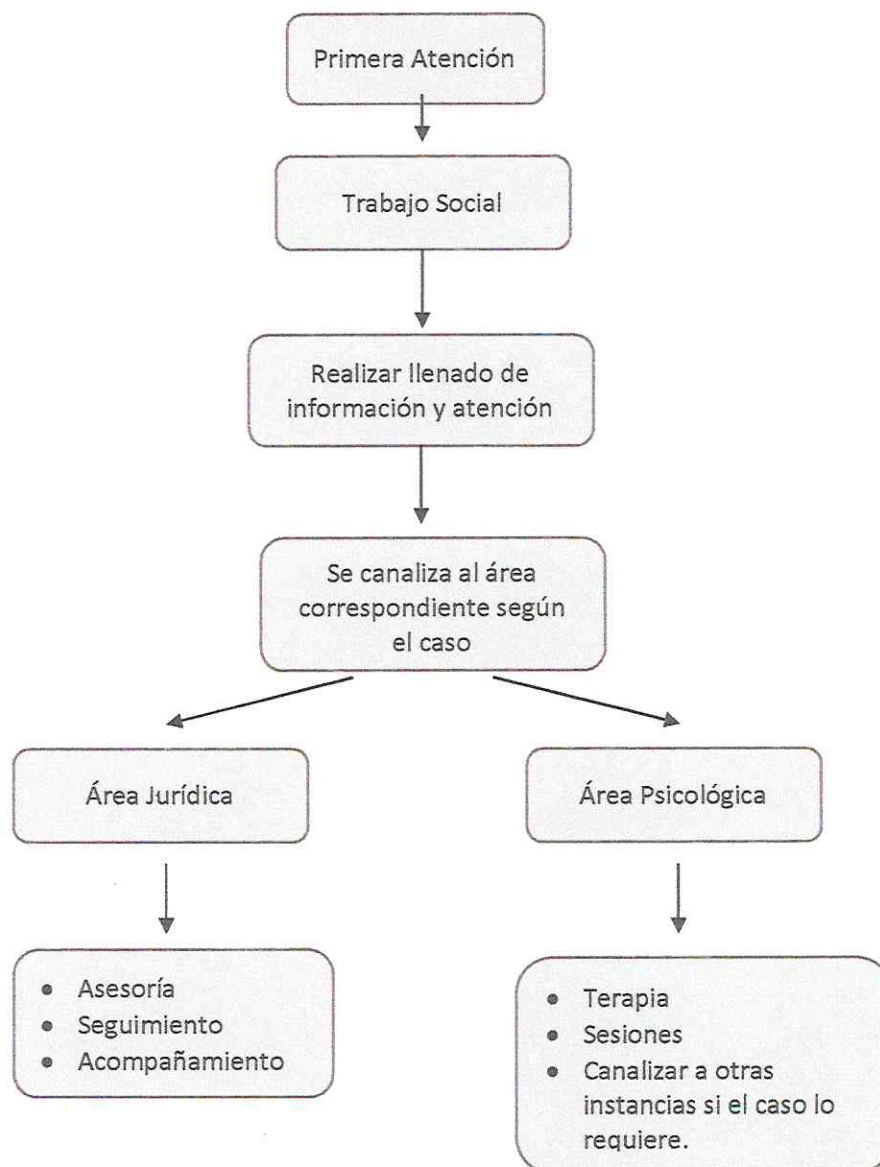 Primera Atención
Trabajo Social
Realizar llenado de
información y atención
Se canaliza al área
correspondiente según
el caso
Área Jurídica
Área Psicológica
• Asesoría
• Seguimiento
• Acompañamiento
• Terapia
• Sesiones
• Canalizar a otras
instancias si el caso lo
requiere.